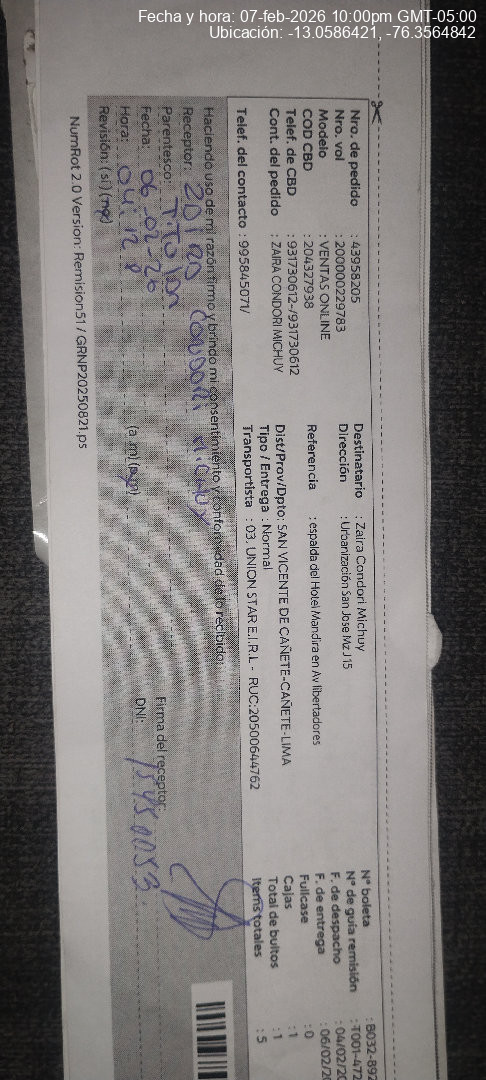 Fecha y hora: 07-feb-2026 10:00pm GMT-05:00
Ubicación: -13.0586421, -76.3564842
Nro. de pedido : 43958205
Nro. vol : 200000229783
Modelo : VENTAS ONLINE
COD CBD : 204327938
Telef. de CBD : 931730612-/931730612
Cont. del pedido : ZAIRA CONDORI MICHUY
Telef. del contacto : 995845071/
Destinatario : Zaira Condori Michuy
Dirección : Urbanización San Jose Mz J 15
Referencia : espalda del Hotel Mandira en Av libertadores
Dist/Prov/Dpto: SAN VICENTE DE CAÑETE-CAÑETE-LIMA
Tipo / Entrega : Normal
Transportista : 03. UNION STAR E.I.R.L - RUC:20500644762
N° boleta : B032-892
N° de guía remisión : T001-472
F. de despacho : 04/02/20
F. de entrega : 06/02/20
Fullcase : 0
Cajas : 1
Total de bultos : 1
Items totales : 5
Haciendo uso de mi razón firmo y brindo mi consentimiento y conformidad de lo recibido:
Receptor: Zaira Condori Michuy
Parentesco: Titular
Fecha: 06-02-26
Hora: 04:12 P (a.m) (p.m)
Revisión: (si) (no)
Firma del receptor:
DNI: 15450053
NumRot 2.0 Version: Remision51 / GRNP20250821.ps